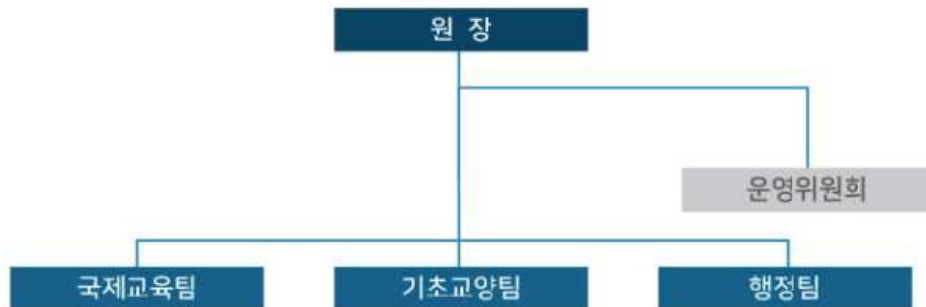 원 장
운영위원회
국제교육팀
기초교양팀
행정팀